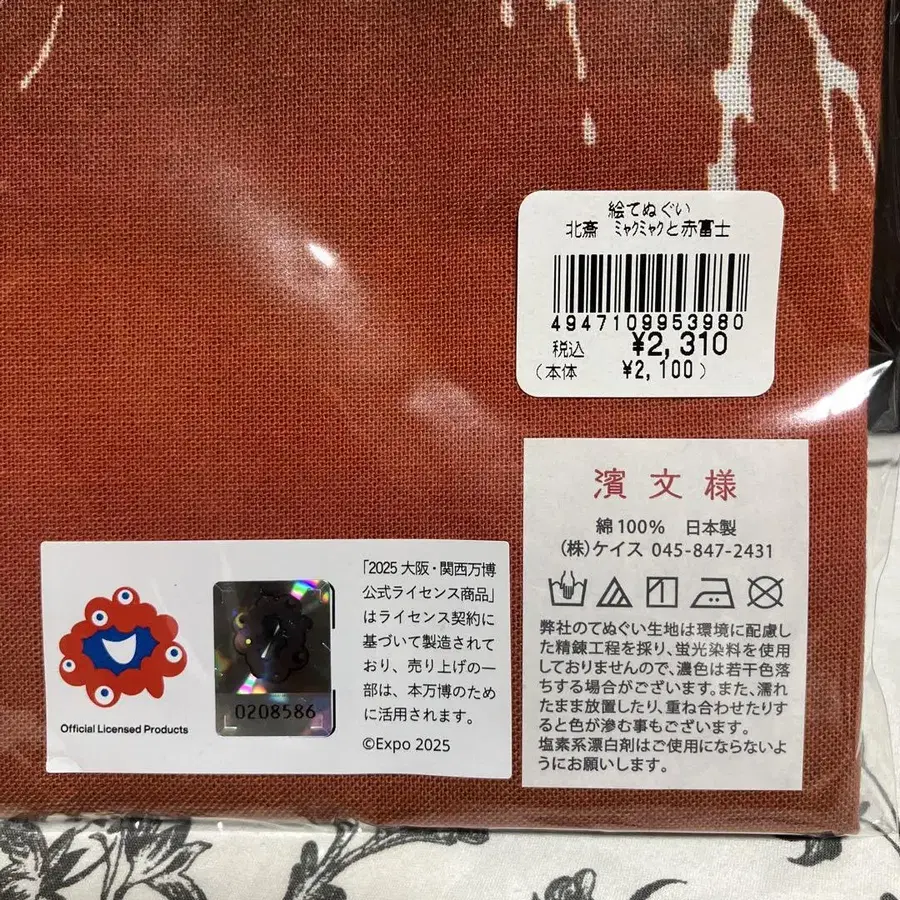 絵てぬぐい
北斎 ミャクミャクと赤富士
4947109953980
税込 ¥2,310
(本体 ¥2,100)
濱文様
綿100% 日本製
(株)ケイス 045-847-2431
弊社のてぬぐい生地は環境に配慮し
た精錬工程を採り、蛍光染料を使用
しておりませんので、濃色は若干色落
ちする場合がございます。また、濡れ
たまま放置したり、重ね合わせたりす
ると色が滲む事もございます。
塩素系漂白剤はご使用にならないよ
うにお願いします。
Official Licensed Products
0208586
「2025 大阪・関西万博
公式ライセンス商品」
はライセンス契約に
基づいて製造されて
おり、売り上げの一
部は、本万博のため
に活用されます。
©Expo 2025